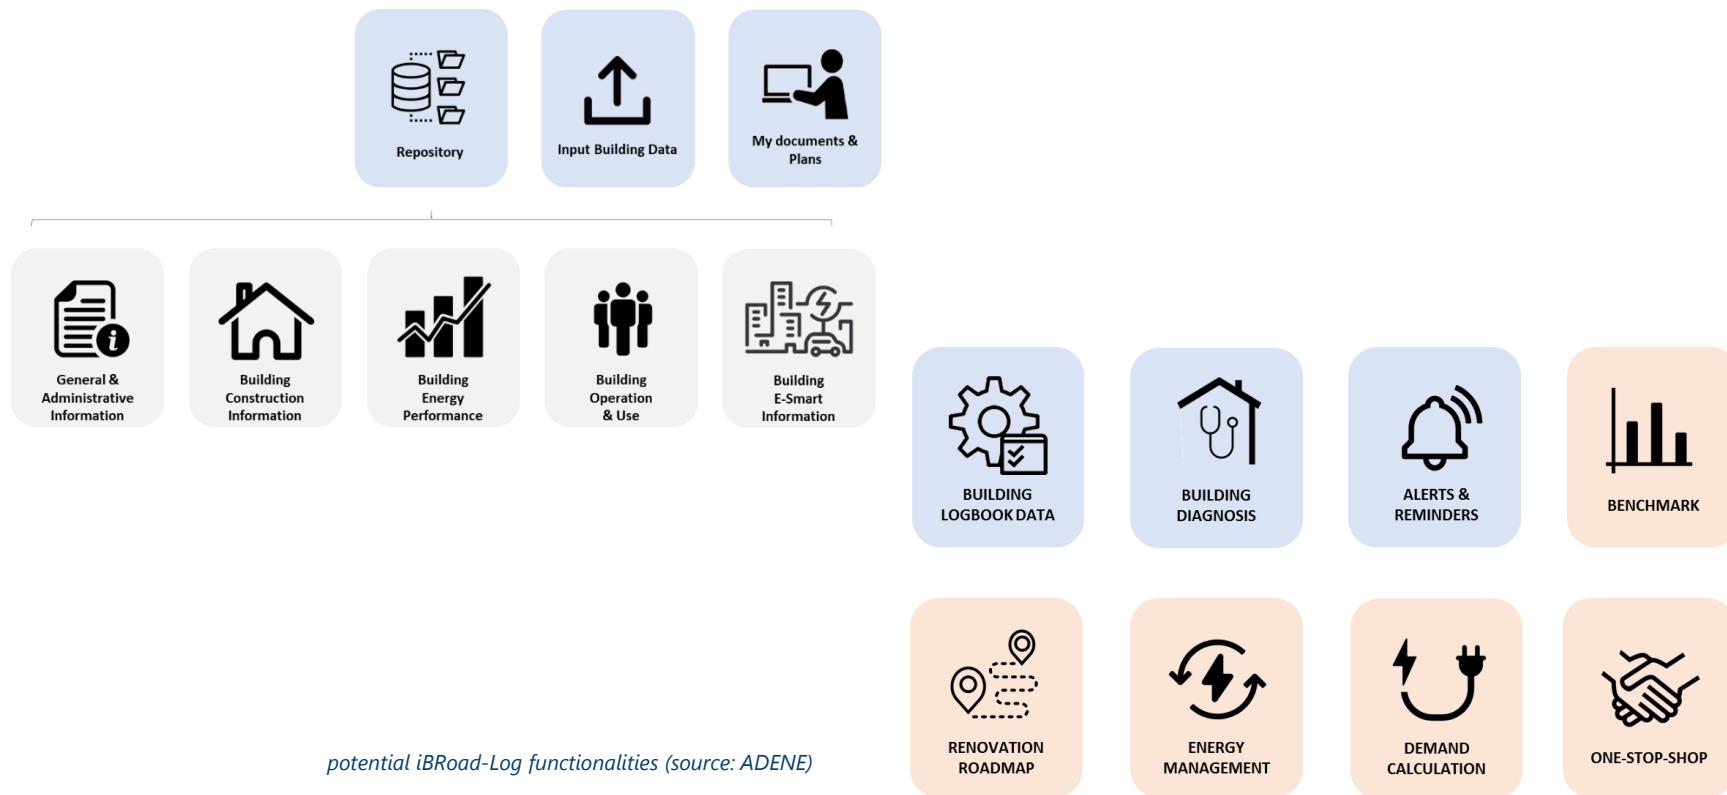 Repository
Input Building Data
My documents &
Plans
General &
Administrative
Information
Building
Construction
Information
Building
Energy
Performance
Building
Operation
& Use
Building
E-Smart
Information
BUILDING
LOGBOOK DATA
BUILDING
DIAGNOSIS
ALERTS &
REMINDERS
BENCHMARK
RENOVATION
ROADMAP
ENERGY
MANAGEMENT
DEMAND
CALCULATION
ONE-STOP-SHOP
potential iBRoad-Log functionalities (source: ADENE)